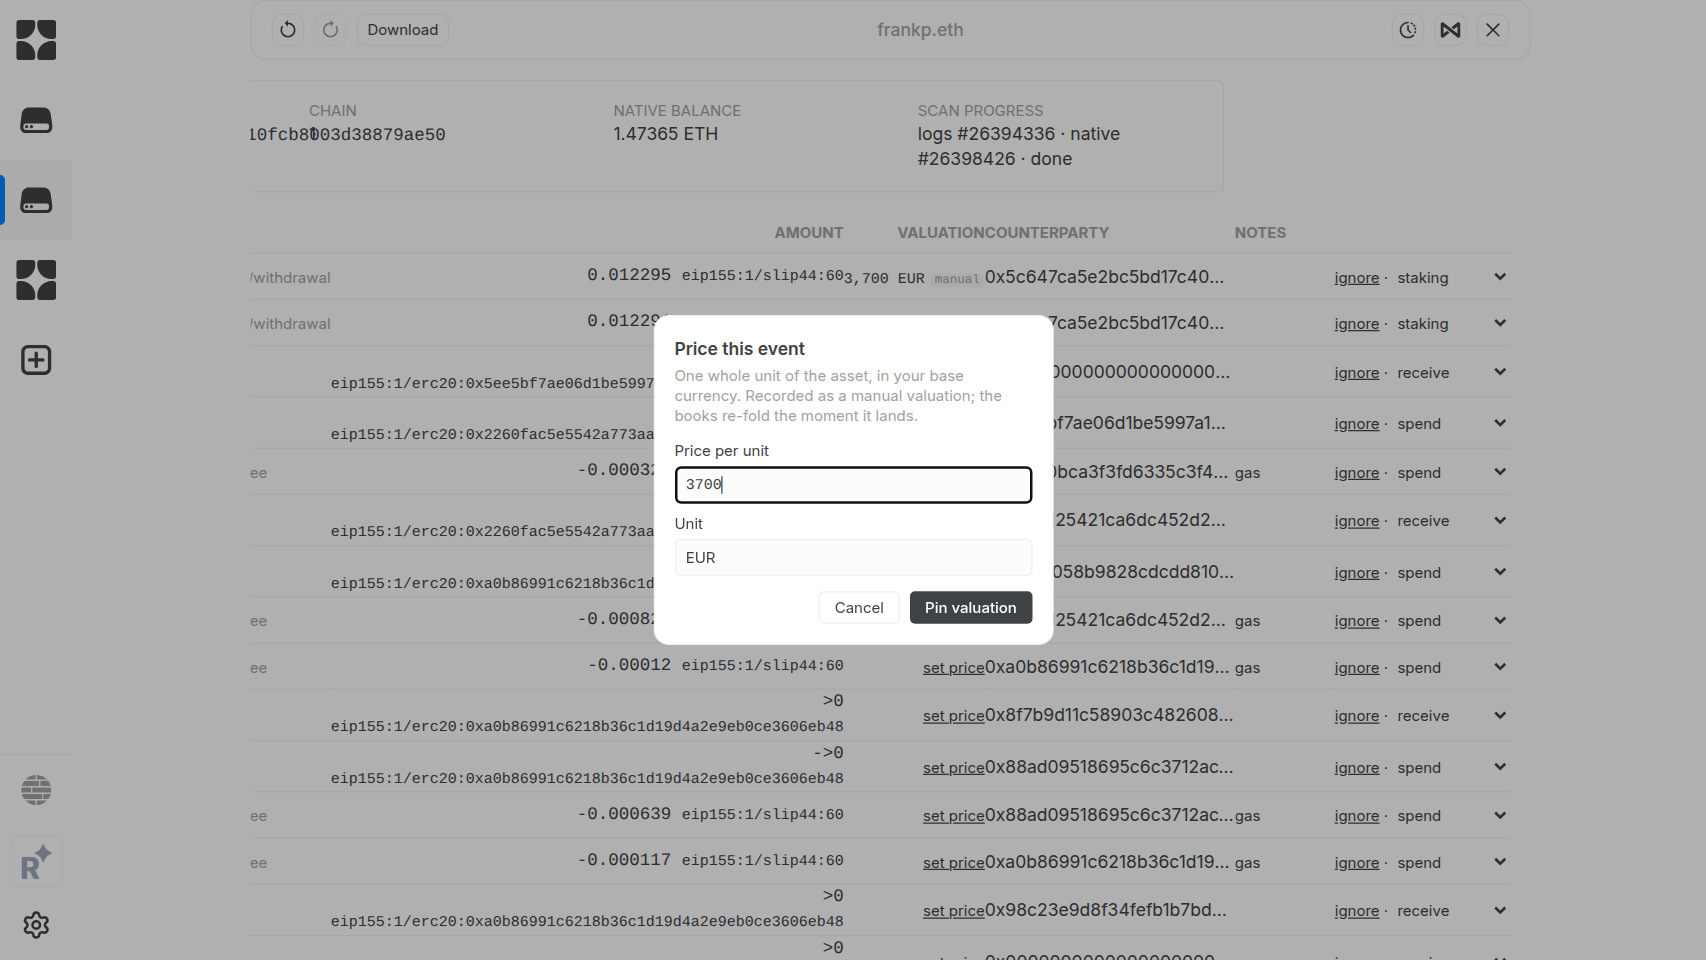 Download
frankp.eth
CHAIN
NATIVE BALANCE
SCAN PROGRESS
003d38879ae50
1.47365 ETH
logs #26394336 · native
#26398426 · done
AMOUNT
VALUATION
COUNTERPARTY
NOTES
/withdrawal 0.012295 eip155:1/slip44:60 3,700 EUR manual 0x5c647ca5e2bc5bd17c40... ignore · staking
/withdrawal 0.01229 7ca5e2bc5bd17c40... ignore · staking
eip155:1/erc20:0x5ee5bf7ae06d1be5997 000000000000000... ignore · receive
eip155:1/erc20:0x2260fac5e5542a773aa bf7ae06d1be5997a1... ignore · spend
ee -0.00032 bca3f3fd6335c3f4... gas ignore · spend
eip155:1/erc20:0x2260fac5e5542a773aa 25421ca6dc452d2... ignore · receive
eip155:1/erc20:0xa0b86991c6218b36c1d 058b9828cdcdd810... ignore · spend
ee -0.00082 25421ca6dc452d2... gas ignore · spend
ee -0.00012 eip155:1/slip44:60 set price 0xa0b86991c6218b36c1d19... gas ignore · spend
>0
eip155:1/erc20:0xa0b86991c6218b36c1d19d4a2e9eb0ce3606eb48 set price 0x8f7b9d11c58903c482608... ignore · receive
->0
eip155:1/erc20:0xa0b86991c6218b36c1d19d4a2e9eb0ce3606eb48 set price 0x88ad09518695c6c3712ac... ignore · spend
ee -0.000639 eip155:1/slip44:60 set price 0x88ad09518695c6c3712ac... gas ignore · spend
ee -0.000117 eip155:1/slip44:60 set price 0xa0b86991c6218b36c1d19... gas ignore · spend
>0
eip155:1/erc20:0xa0b86991c6218b36c1d19d4a2e9eb0ce3606eb48 set price 0x98c23e9d8f34fefb1b7bd... ignore · receive
>0
Price this event
One whole unit of the asset, in your base
currency. Recorded as a manual valuation; the
books re-fold the moment it lands.
Price per unit
3700
Unit
EUR
Cancel
Pin valuation
R